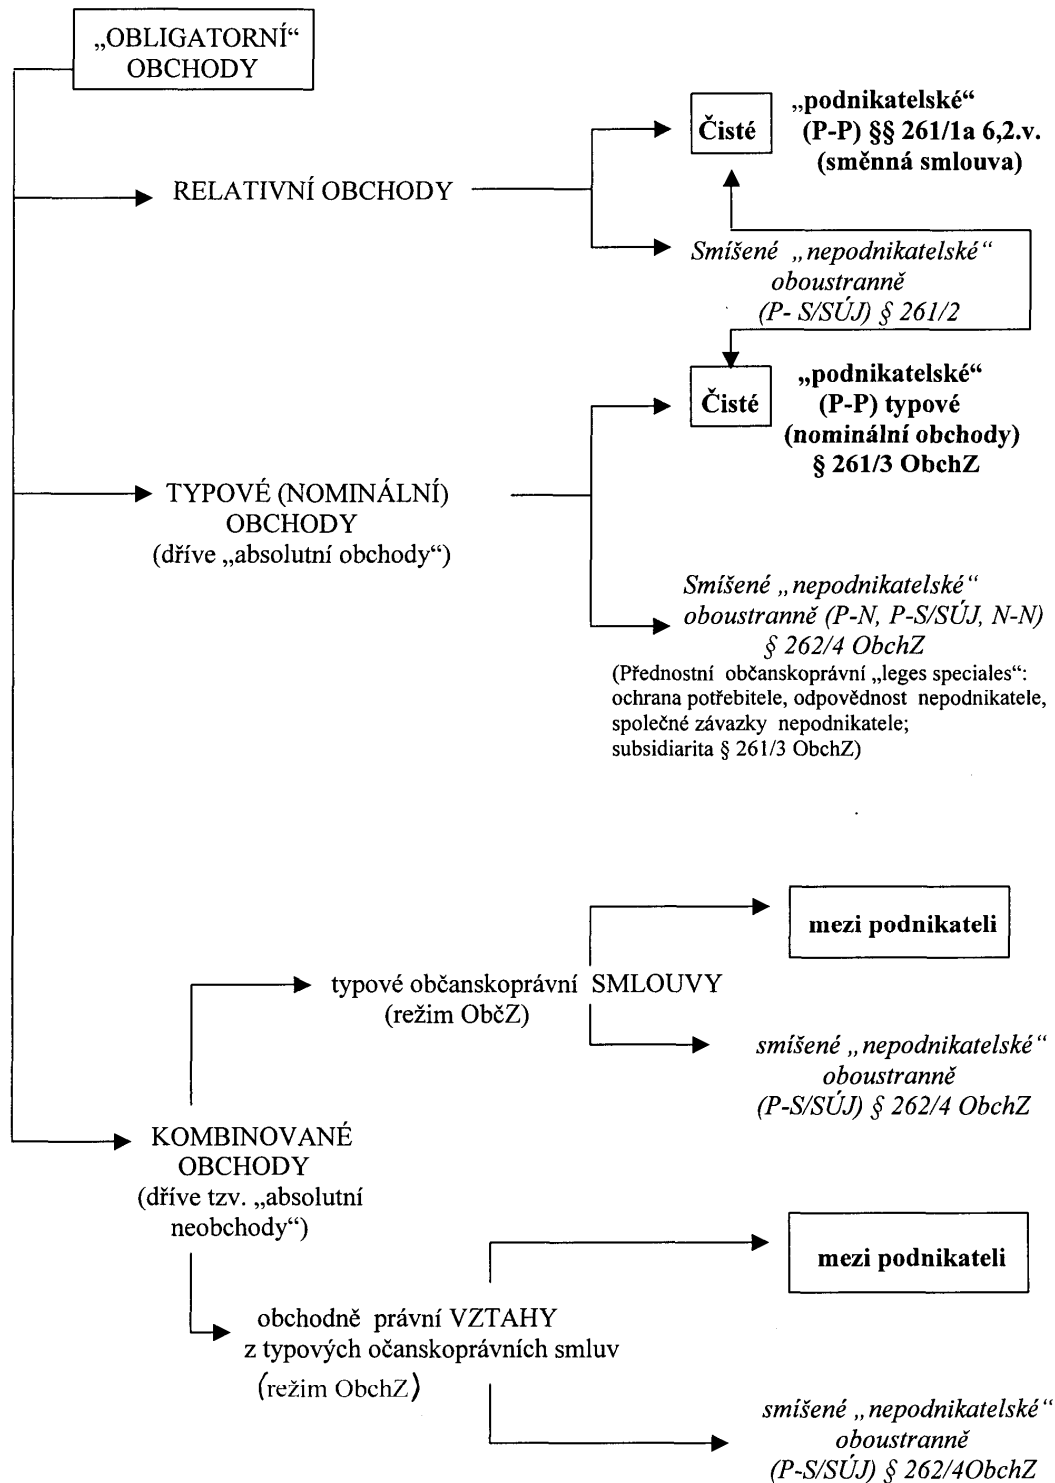 „OBLIGATORNÍ“
OBCHODY
Čisté
„podnikatelské“
(P-P) §§ 261/1a 6,2.v.
(směnná smlouva)
RELATIVNÍ OBCHODY
Smíšené „nepodnikatelské“
oboustranně
(P- S/SÚJ) § 261/2
Čisté
„podnikatelské“
(P-P) typové
(nominální obchody)
§ 261/3 ObchZ
TYPOVÉ (NOMINÁLNÍ)
OBCHODY
(dříve „absolutní obchody“)
Smíšené „nepodnikatelské“
oboustranně (P-N, P-S/SÚJ, N-N)
§ 262/4 ObchZ
(Přednostní občanskoprávní „leges speciales“:
ochrana potřebitele, odpovědnost nepodnikatele,
společné závazky nepodnikatele;
subsidiarita § 261/3 ObchZ)
mezi podnikateli
typové občanskoprávní SMLOUVY
(režim ObčZ)
smíšené „nepodnikatelské“
oboustranně
(P-S/SÚJ) § 262/4 ObchZ
KOMBINOVANÉ
OBCHODY
(dříve tzv. „absolutní
neobchody“)
mezi podnikateli
obchodně právní VZTAHY
z typových očanskoprávních smluv
(režim ObchZ)
smíšené „nepodnikatelské“
oboustranně
(P-S/SÚJ) § 262/4ObchZ